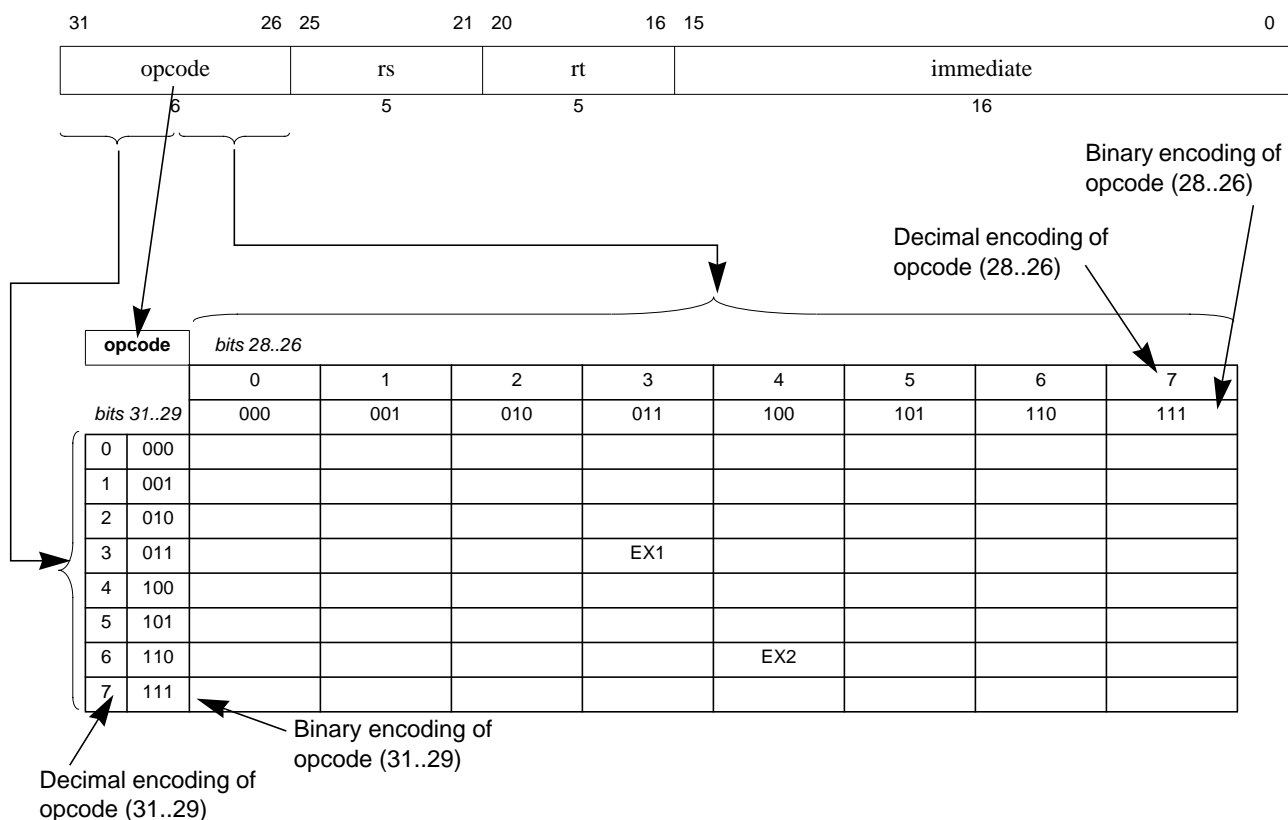 31 26 25 21 20 16 15 0
opcode rs rt immediate
6 5 5 16
Binary encoding of
opcode (28..26)
Decimal encoding of
opcode (28..26)
opcode bits 28..26
0 1 2 3 4 5 6 7
bits 31..29 000 001 010 011 100 101 110 111
0 000
1 001
2 010
3 011 EX1
4 100
5 101
6 110 EX2
7 111
Binary encoding of
opcode (31..29)
Decimal encoding of
opcode (31..29)